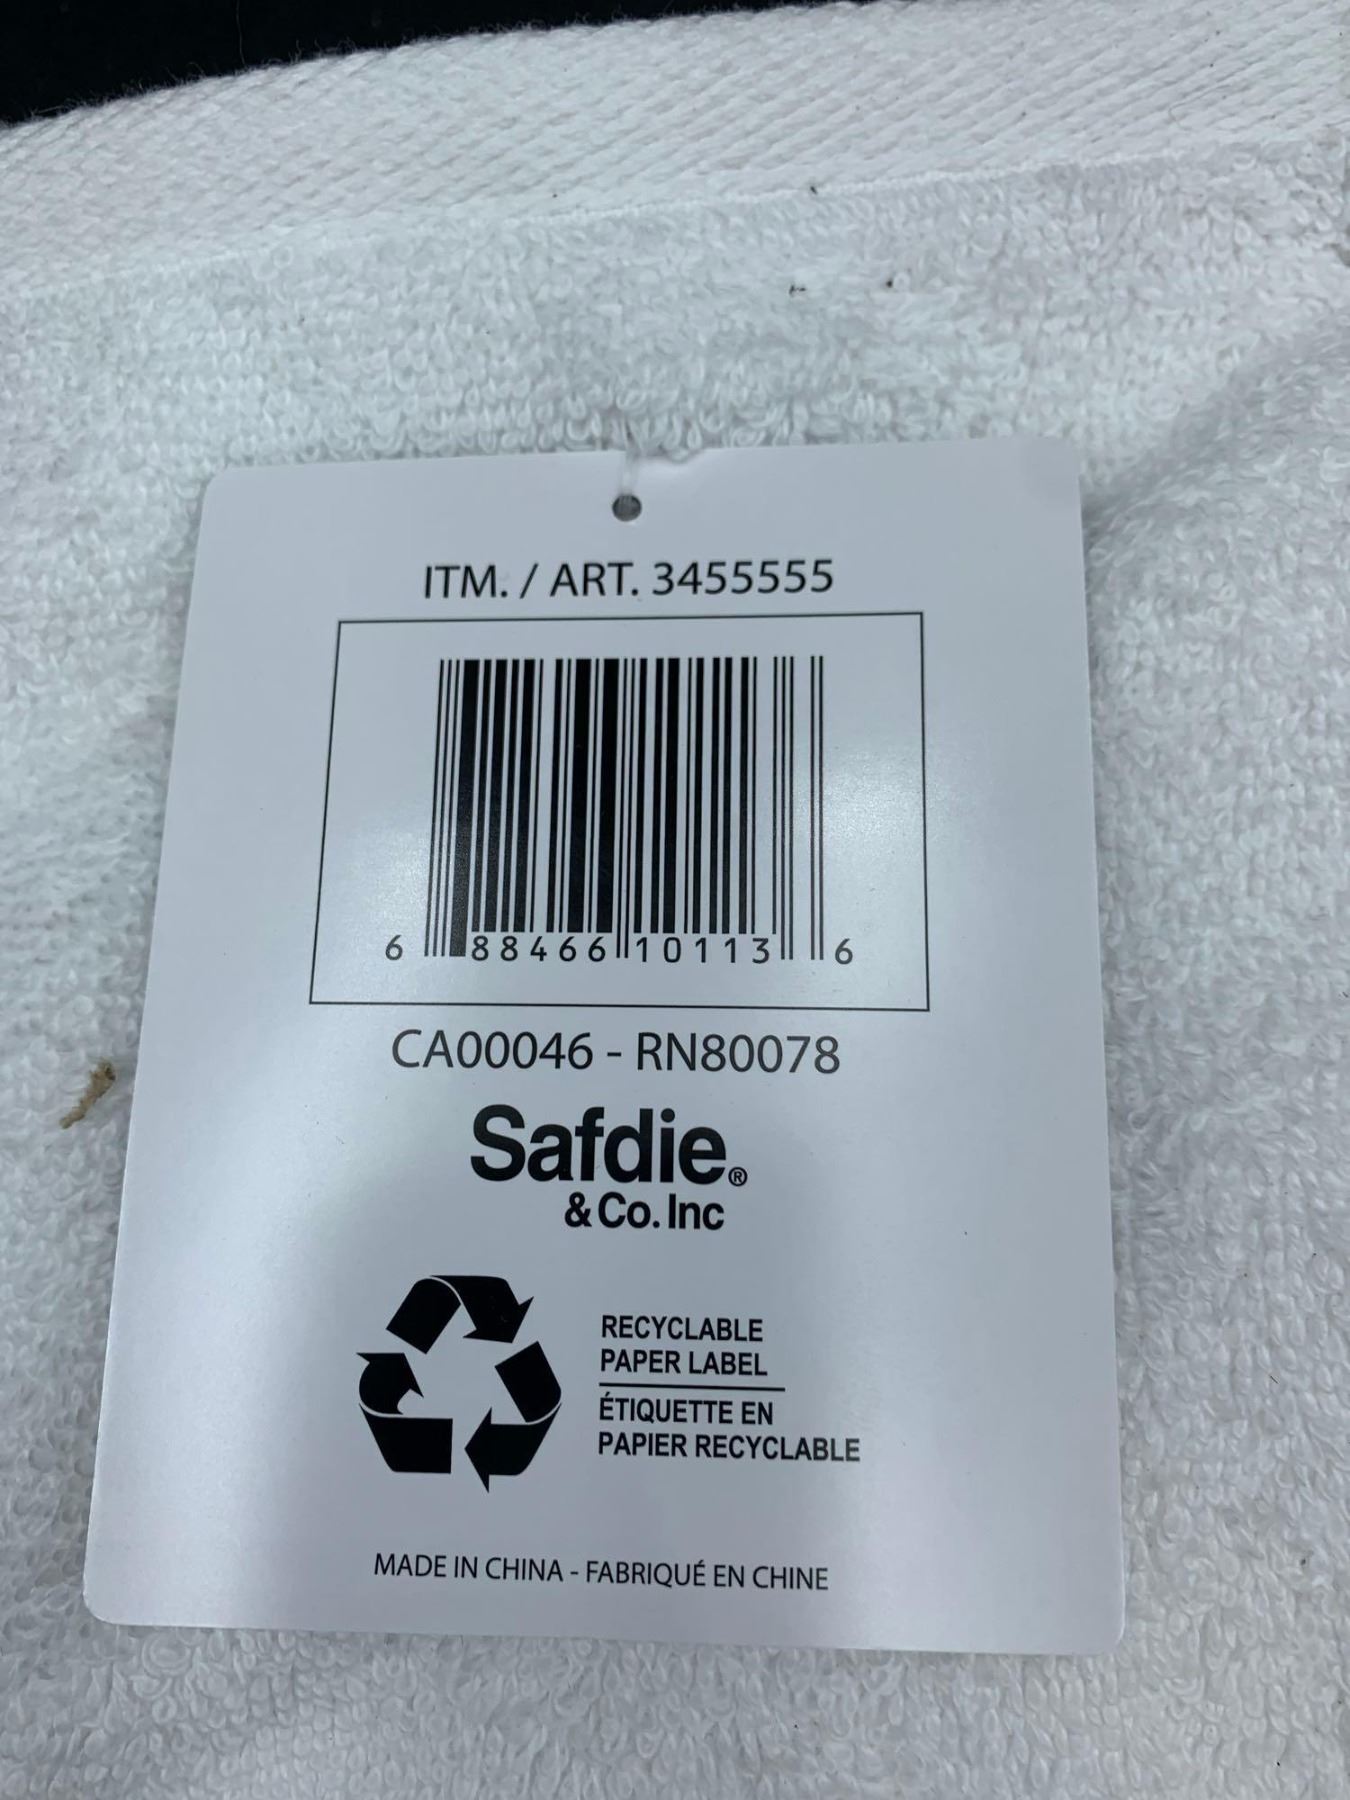 ITM. / ART. 3455555
6 88466 10113 6
CA00046 - RN80078
Safdie®
& Co. Inc
RECYCLABLE
PAPER LABEL
ÉTIQUETTE EN
PAPIER RECYCLABLE
MADE IN CHINA - FABRIQUÉ EN CHINE